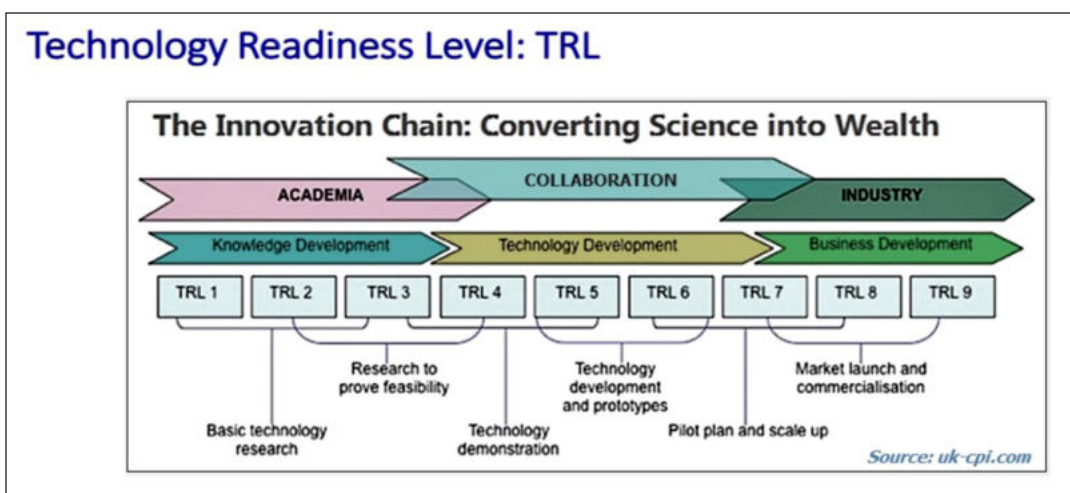 Technology Readiness Level: TRL
The Innovation Chain: Converting Science into Wealth
COLLABORATION
ACADEMIA
INDUSTRY
Knowledge Development
Technology Development
Business Development
TRL 1
TRL 2
TRL 3
TRL 4
TRL 5
TRL 6
TRL 7
TRL 8
TRL 9
Research to
prove feasibility
Technology
development
and prototypes
Market launch and
commercialisation
Basic technology
research
Technology
demonstration
Pilot plan and scale up
Source: uk-cpi.com